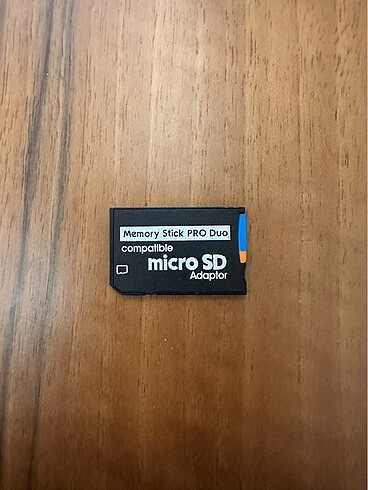 Memory Stick PRO Duo
compatible
micro SD
Adaptor